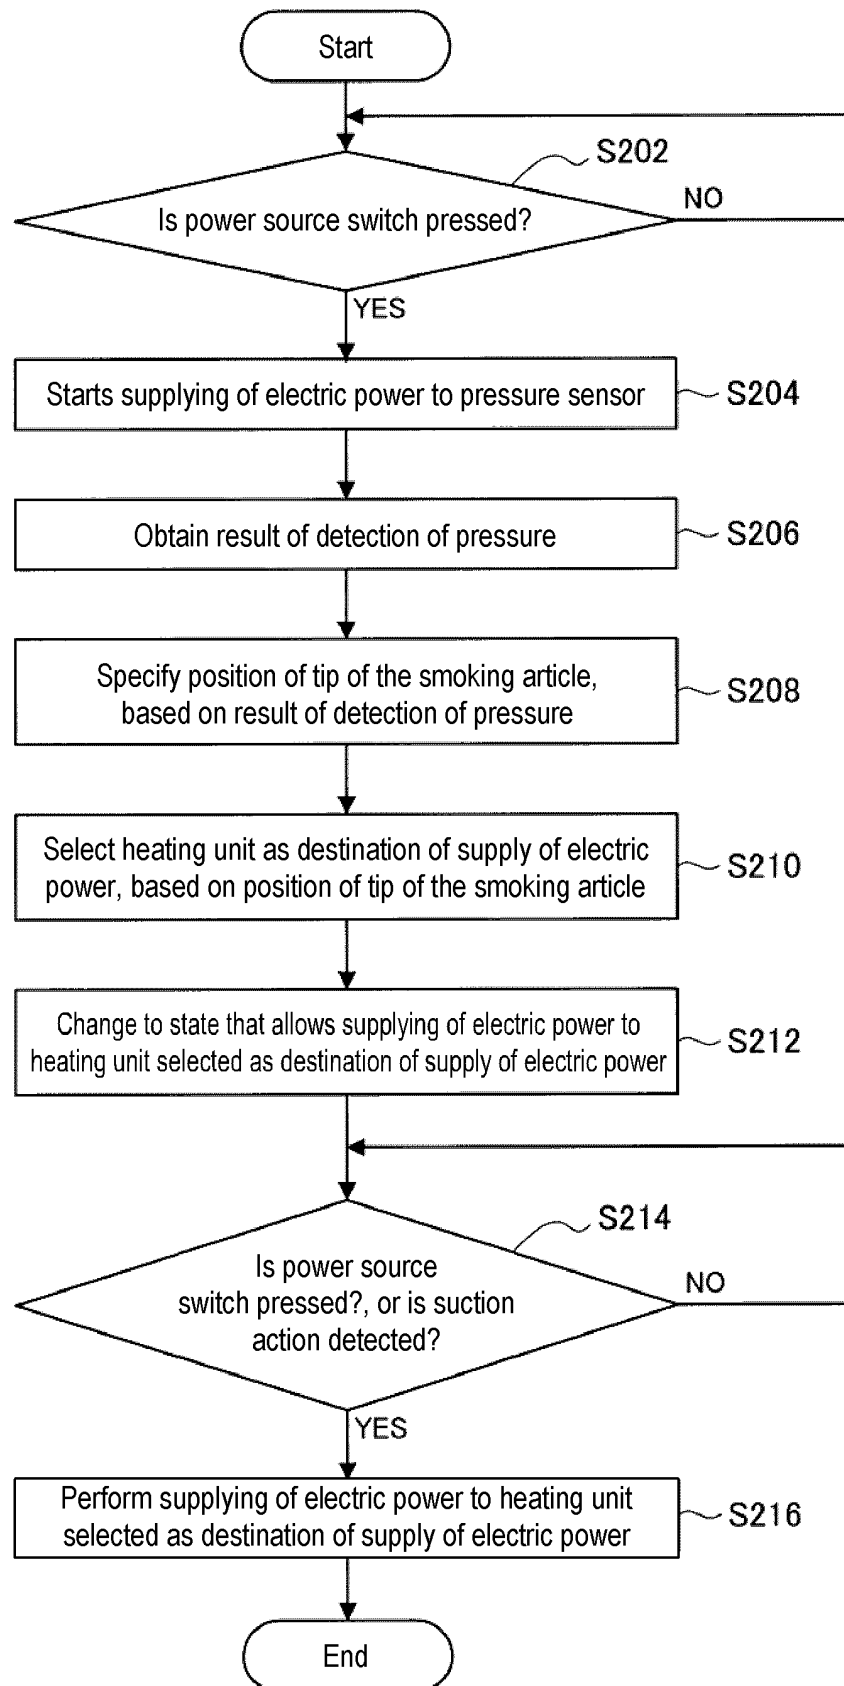 Start
S202
Is power source switch pressed?
NO
YES
Starts supplying of electric power to pressure sensor
S204
Obtain result of detection of pressure
S206
Specify position of tip of the smoking article,
based on result of detection of pressure
S208
Select heating unit as destination of supply of electric
power, based on position of tip of the smoking article
S210
Change to state that allows supplying of electric power to
heating unit selected as destination of supply of electric power
S212
S214
Is power source
switch pressed?, or is suction
action detected?
NO
YES
Perform supplying of electric power to heating unit
selected as destination of supply of electric power
S216
End